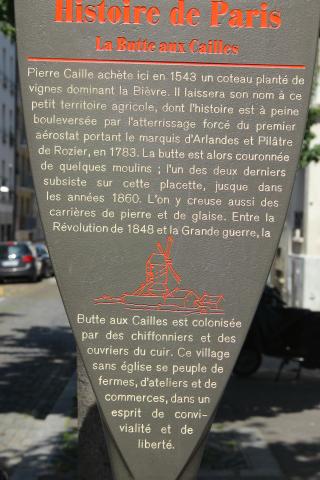 Histoire de Paris
La Butte aux Cailles
Pierre Caille achète ici en 1543 un coteau planté de
vignes dominant la Bièvre. Il laissera son nom à ce
petit territoire agricole, dont l'histoire est à peine
bouleversée par l'atterrissage forcé du premier
aérostat portant le marquis d'Arlandes et Pilâtre
de Rozier, en 1783. La butte est alors couronnée
de quelques moulins ; l'un des deux derniers
subsiste sur cette placette, jusque dans
les années 1860. L'on y creuse aussi des
carrières de pierre et de glaise. Entre la
Révolution de 1848 et la Grande guerre, la
Butte aux Cailles est colonisée
par des chiffonniers et des
ouvriers du cuir. Ce village
sans église se peuple de
fermes, d'ateliers et de
commerces, dans un
esprit de convi-
vialité et de
liberté.